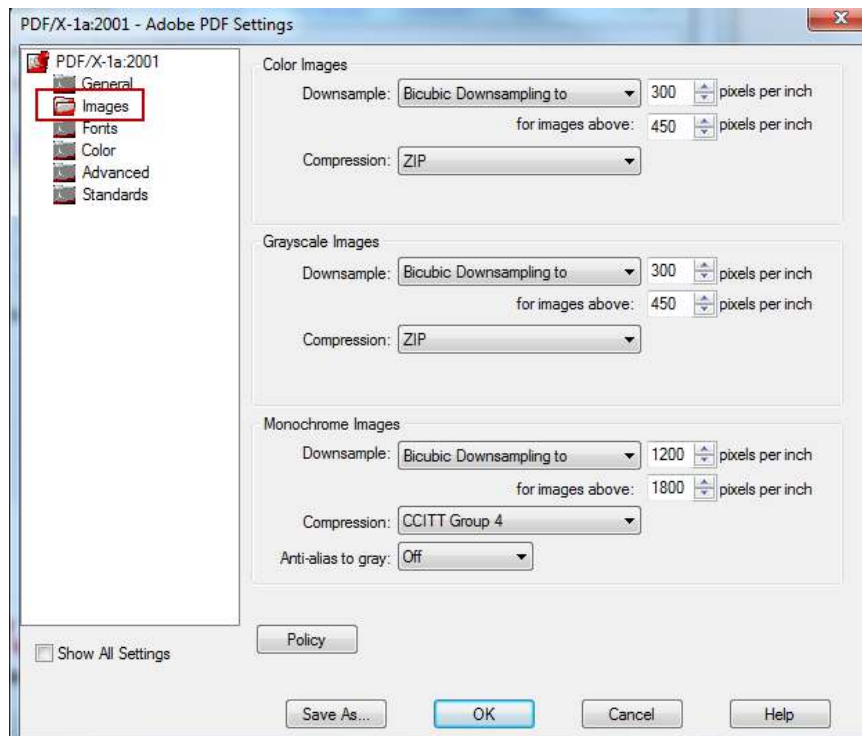 PDF/X-1a:2001 - Adobe PDF Settings
PDF/X-1a:2001
General
Images
Fonts
Color
Advanced
Standards
Show All Settings
Color Images
Downsample: Bicubic Downsampling to 300 pixels per inch
for images above: 450 pixels per inch
Compression: ZIP
Grayscale Images
Downsample: Bicubic Downsampling to 300 pixels per inch
for images above: 450 pixels per inch
Compression: ZIP
Monochrome Images
Downsample: Bicubic Downsampling to 1200 pixels per inch
for images above: 1800 pixels per inch
Compression: CCITT Group 4
Anti-alias to gray: Off
Policy
Save As... OK Cancel Help